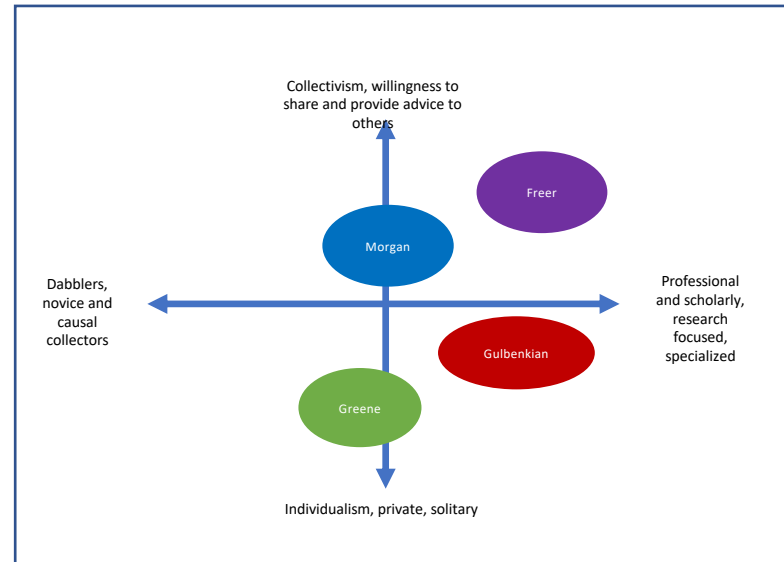 Collectivism, willingness to
share and provide advice to
others
Freer
Morgan
Dabblers,
novice and
causal
collectors
Professional
and scholarly,
research
focused,
specialized
Gulbenkian
Greene
Individualism, private, solitary